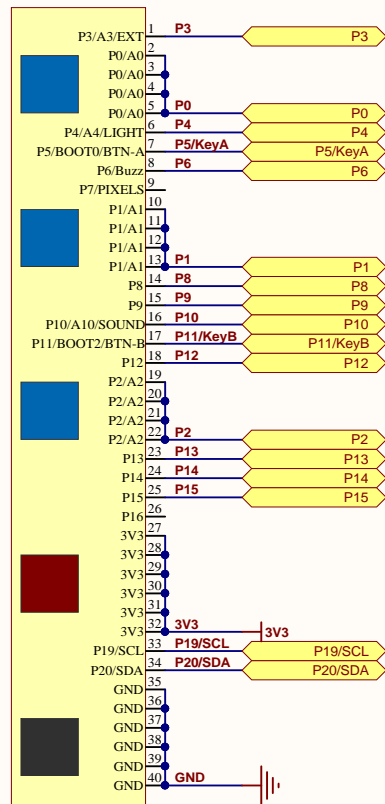 P3/A3/EXT 1 P3 P3
P0/A0 2
P0/A0 3
P0/A0 4
P0/A0 5 P0 P0
P4/A4/LIGHT 6 P4 P4
P5/BOOT0/BTN-A 7 P5/KeyA P5/KeyA
P6/Buzz 8 P6 P6
P7/PIXELS 9
P1/A1 10
P1/A1 11
P1/A1 12
P1/A1 13 P1 P1
P8 14 P8 P8
P9 15 P9 P9
P10/A10/SOUND 16 P10 P10
P11/BOOT2/BTN-B 17 P11/KeyB P11/KeyB
P12 18 P12 P12
P2/A2 19
P2/A2 20
P2/A2 21
P2/A2 22 P2 P2
P13 23 P13 P13
P14 24 P14 P14
P15 25 P15 P15
P16 26
3V3 27
3V3 28
3V3 29
3V3 30
3V3 31
3V3 32 3V3 3V3
P19/SCL 33 P19/SCL P19/SCL
P20/SDA 34 P20/SDA P20/SDA
GND 35
GND 36
GND 37
GND 38
GND 39
GND 40 GND